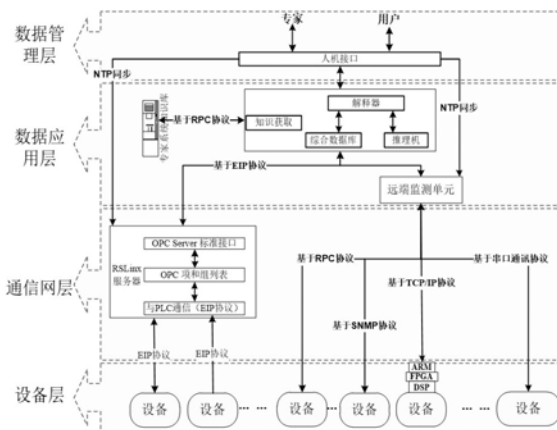 数据管
理层
专家
用户
人机接口
NTP同步
NTP同步
数据应
用层
专家系统知识库
基于RPC协议
知识获取
解释器
综合数据库
推理机
基于EIP协议
远端监测单元
通信网层
RSLinx
服务器
OPC Server 标准接口
OPC 项和组列表
与PLC通信（EIP协议）
基于RPC协议
基于串口通讯协议
基于TCP/IP协议
基于SNMP协议
EIP协议
EIP协议
设备层
ARM
FPGA
DSP
设备
设备
设备
设备
设备
设备